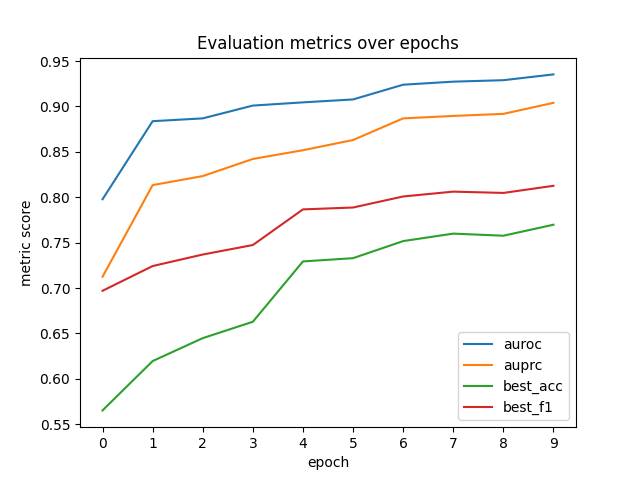 Evaluation metrics over epochs
metric score
0.95
0.90
0.85
0.80
0.75
0.70
0.65
0.60
0.55
auroc
auprc
best_acc
best_f1
0 1 2 3 4 5 6 7 8 9
epoch